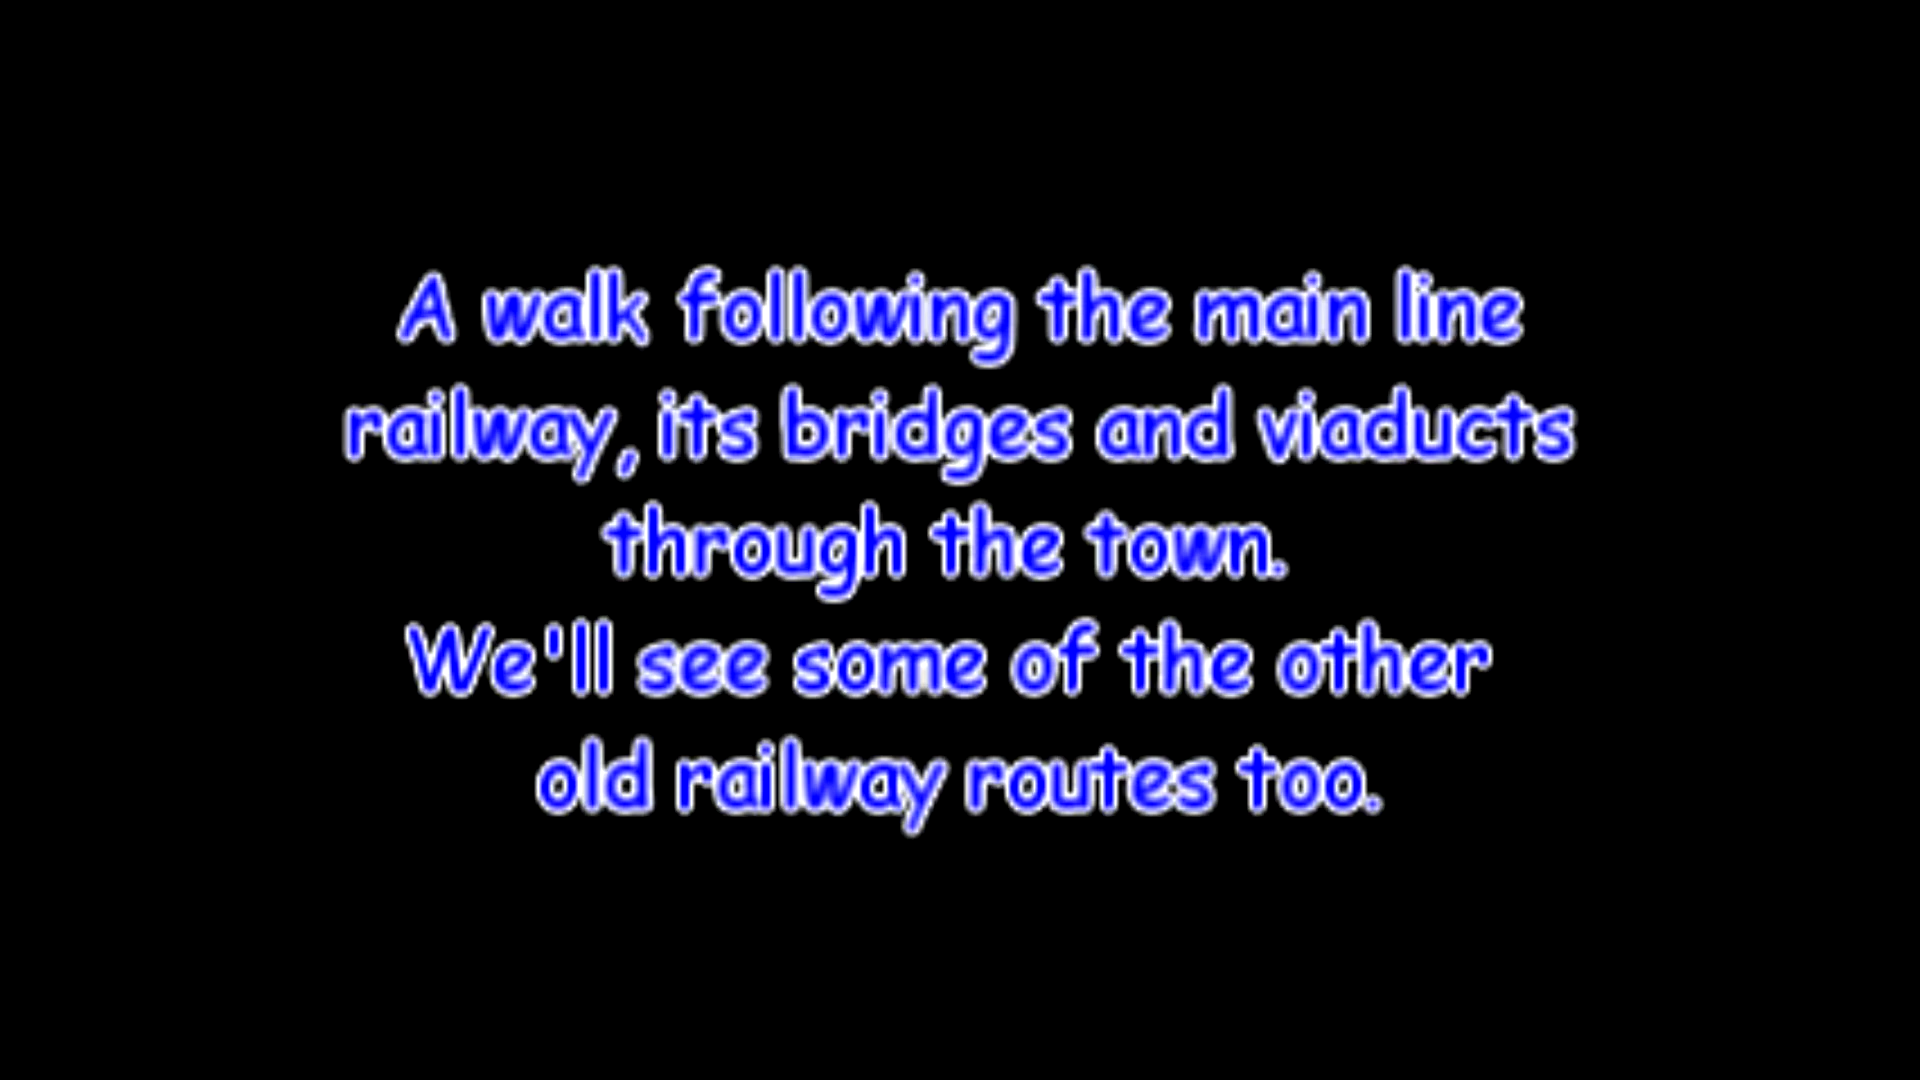 A walk following the main line
railway, its bridges and viaducts
through the town.
We'll see some of the other
old railway routes too.